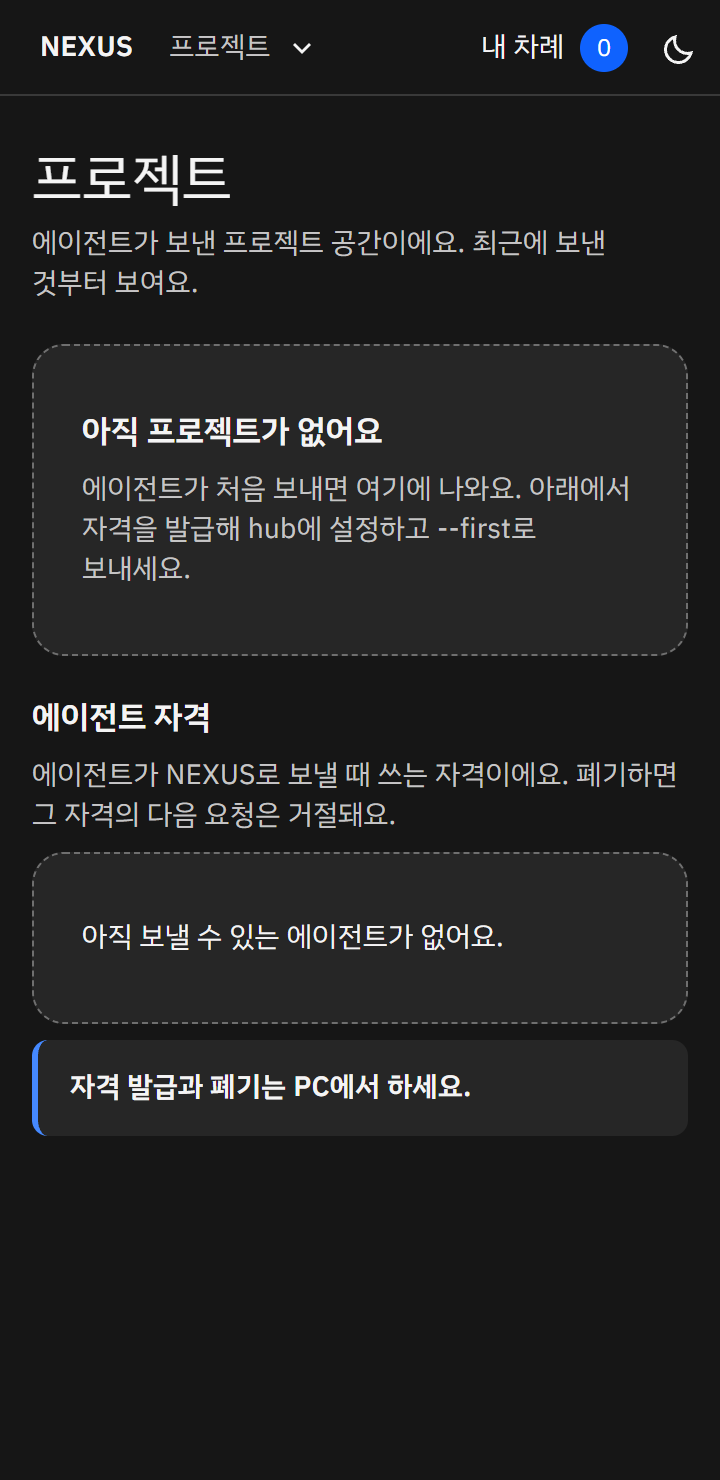 NEXUS 프로젝트 내 차례 0
프로젝트
에이전트가 보낸 프로젝트 공간이에요. 최근에 보낸
것부터 보여요.
아직 프로젝트가 없어요
에이전트가 처음 보내면 여기에 나와요. 아래에서
자격을 발급해 hub에 설정하고 --first로
보내세요.
에이전트 자격
에이전트가 NEXUS로 보낼 때 쓰는 자격이에요. 폐기하면
그 자격의 다음 요청은 거절돼요.
아직 보낼 수 있는 에이전트가 없어요.
자격 발급과 폐기는 PC에서 하세요.